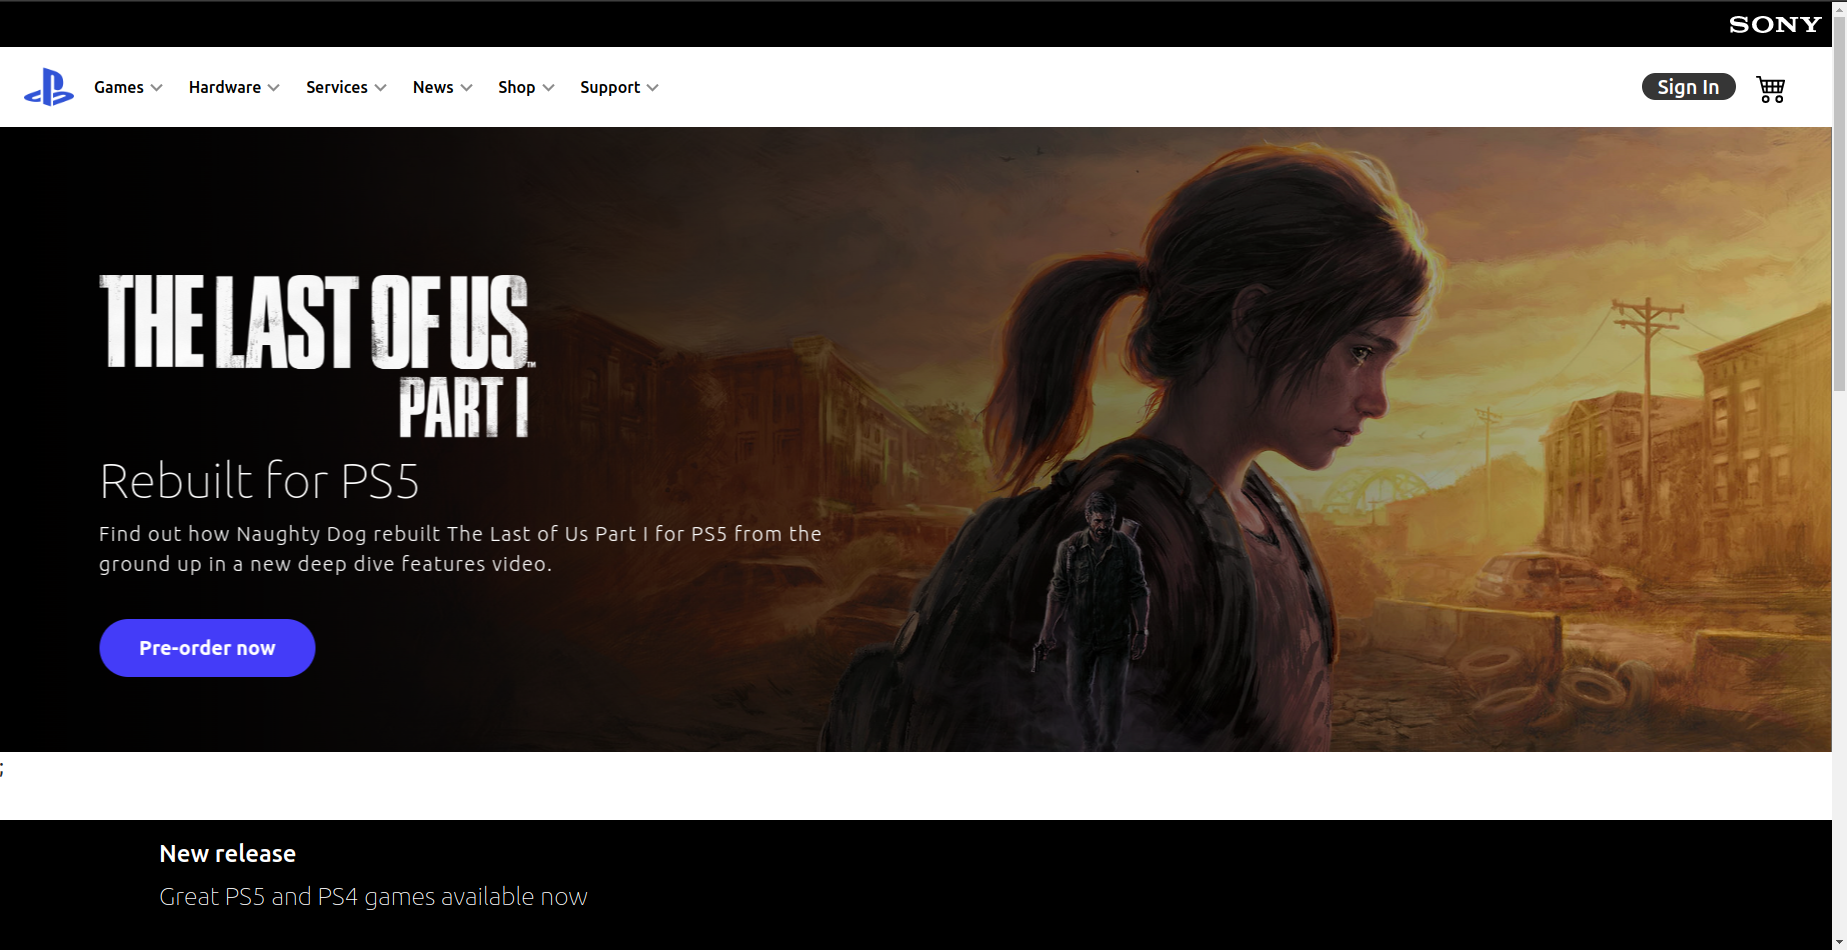 SONY
Games Hardware Services News Shop Support Sign In
THE LAST OF US™
PART I
Rebuilt for PS5
Find out how Naughty Dog rebuilt The Last of Us Part I for PS5 from the
ground up in a new deep dive features video.
Pre-order now
;
New release
Great PS5 and PS4 games available now